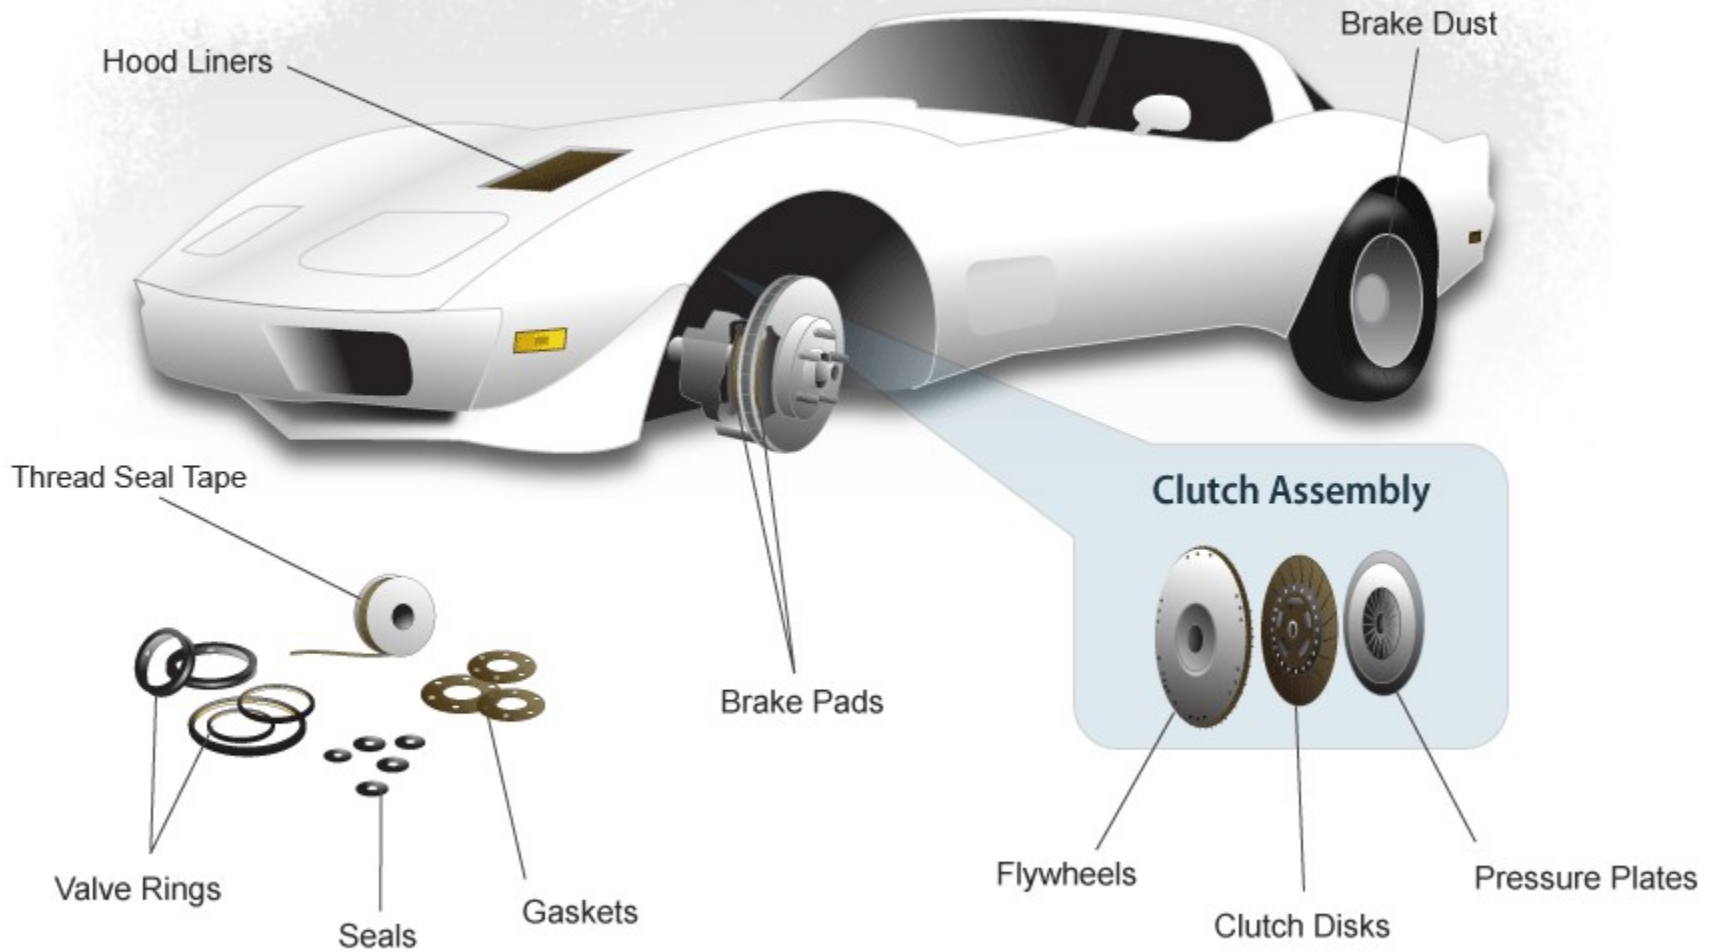 Brake Dust
Hood Liners
Thread Seal Tape
Clutch Assembly
Brake Pads
Flywheels
Pressure Plates
Valve Rings
Gaskets
Clutch Disks
Seals